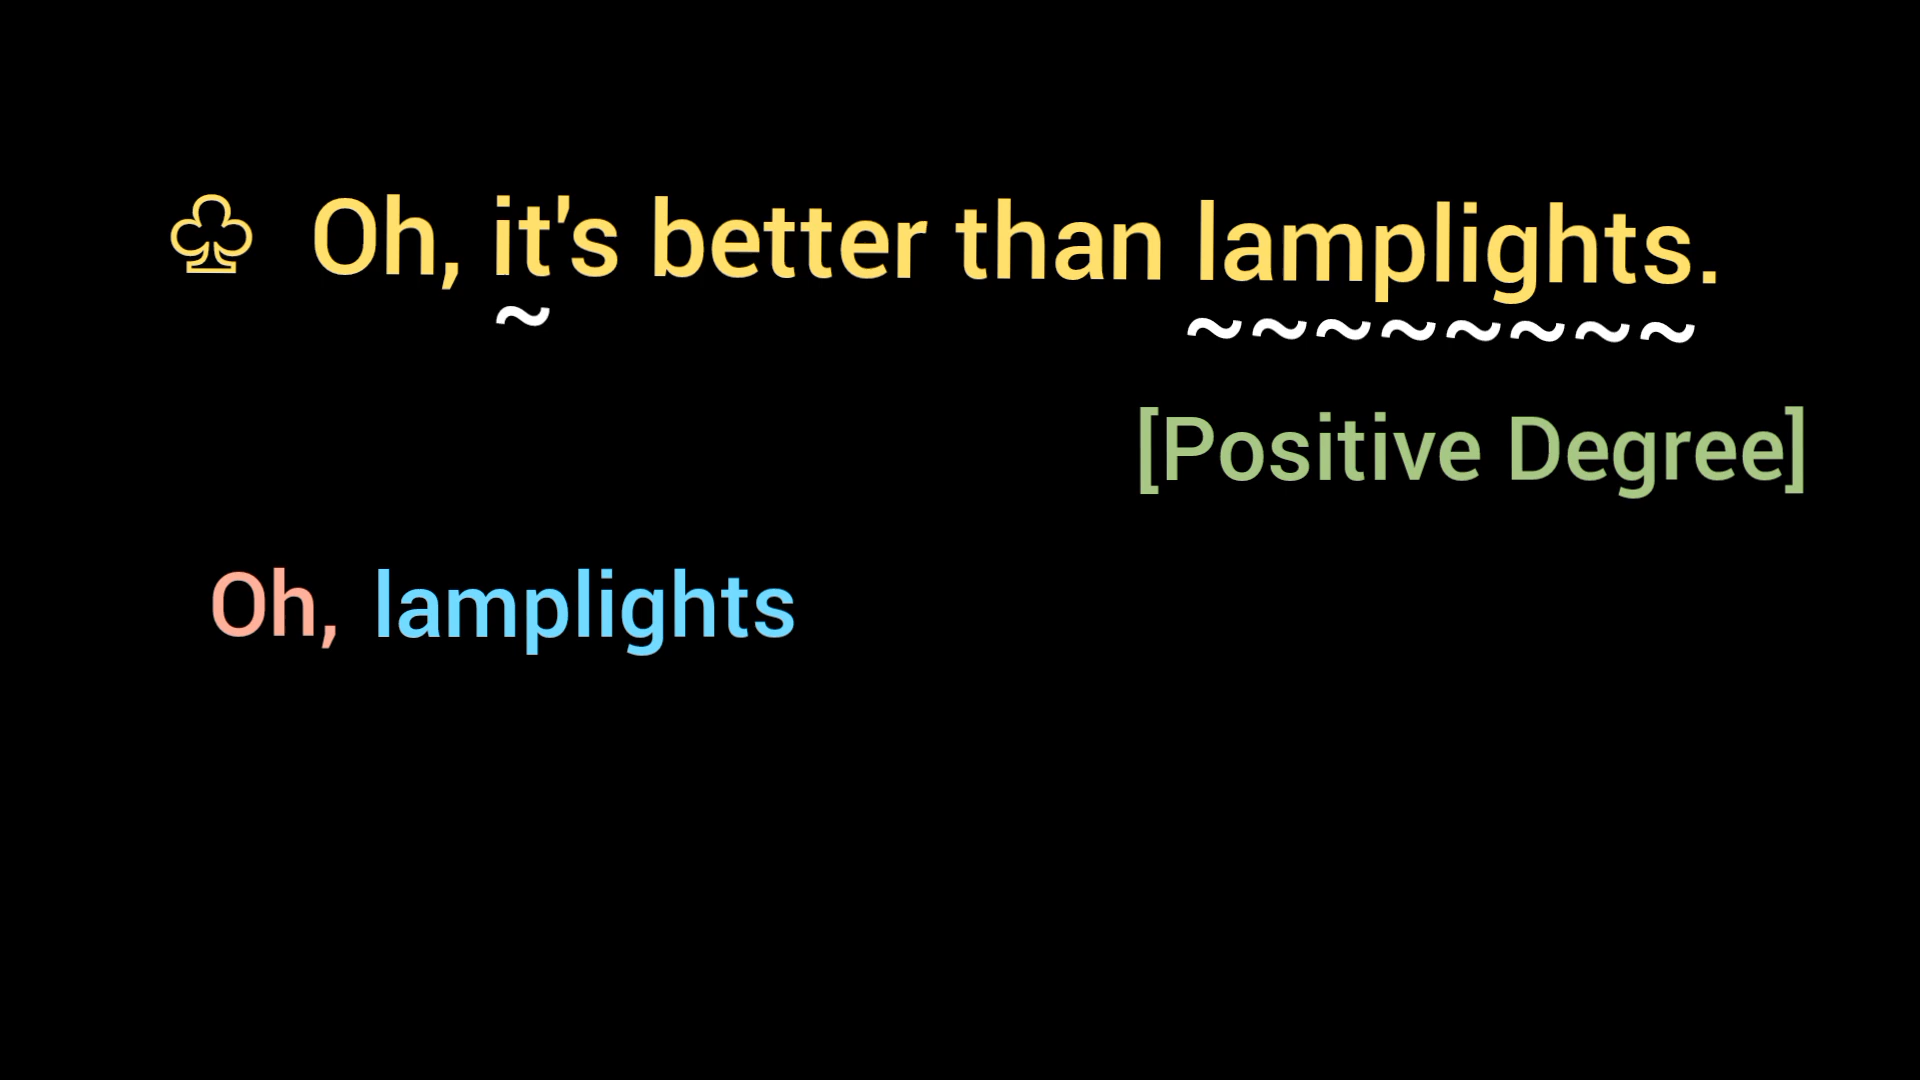 ♧ Oh, it's better than lamplights.
~ ~~~~~~~~
[Positive Degree]
Oh, lamplights